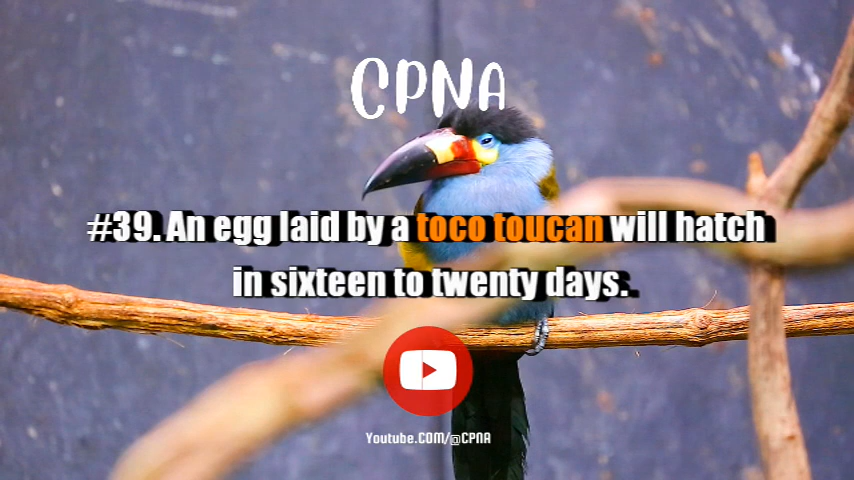 CPNA
#39. An egg laid by a toco toucan will hatch
in sixteen to twenty days.
Youtube.COM/@CPNA